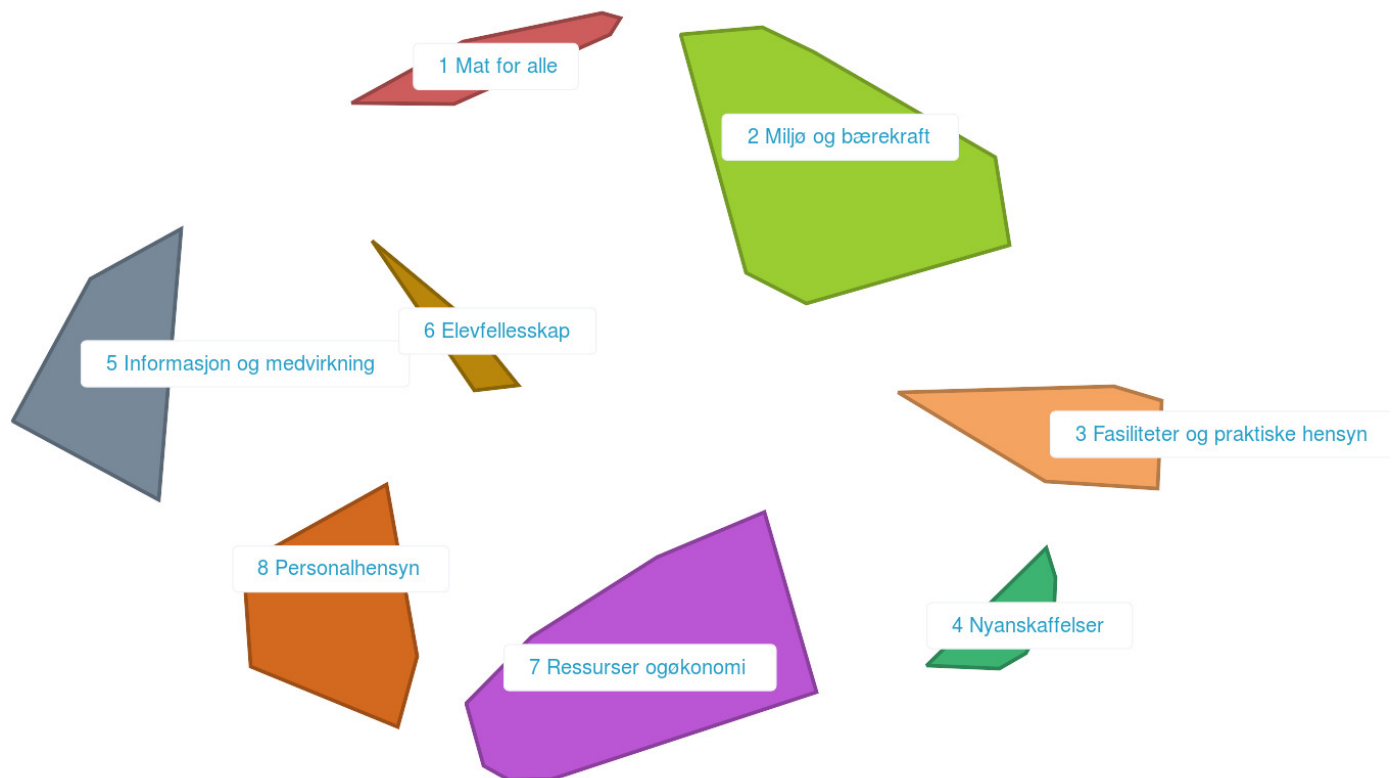 1 Mat for alle
2 Miljø og bærekraft
6 Elevfellesskap
5 Informasjon og medvirkning
3 Fasiliteter og praktiske hensyn
8 Personalhensyn
4 Nyanskaffelser
7 Ressurser ogøkonomi